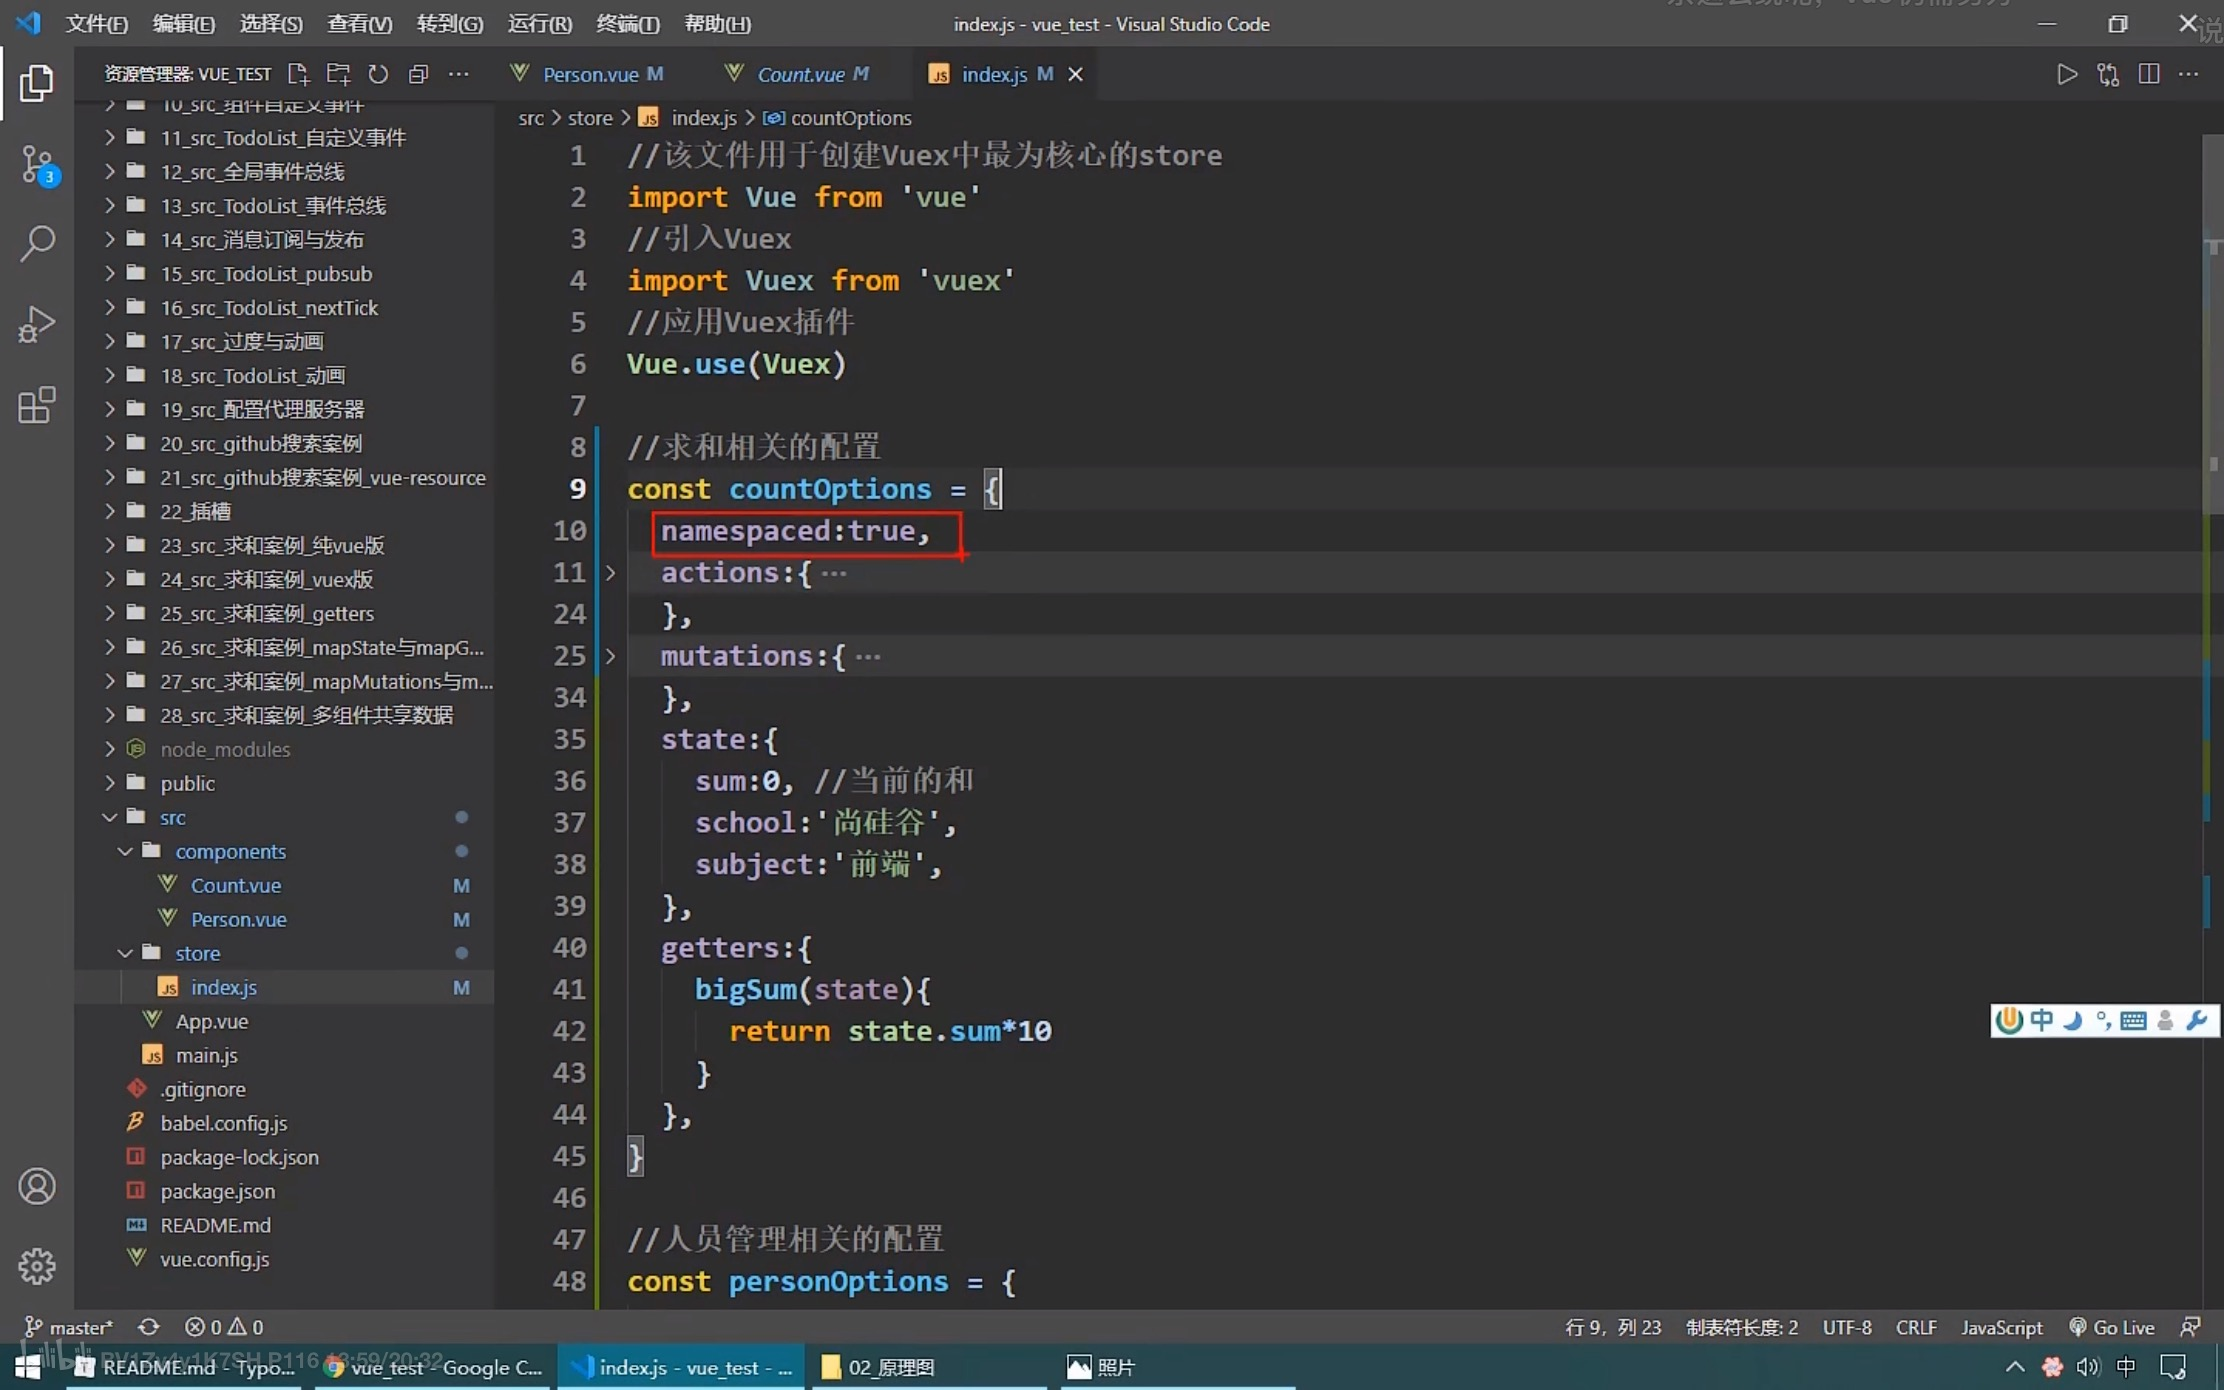 文件(F) 编辑(E) 选择(S) 查看(V) 转到(G) 运行(R) 终端(T) 帮助(H) index.js - vue_test - Visual Studio Code
说
资源管理器: VUE_TEST
Person.vue M Count.vue M JS index.js M
src > store > JS index.js > countOptions
10_src_组件自定义事件
11_src_TodoList_自定义事件
12_src_全局事件总线
13_src_TodoList_事件总线
14_src_消息订阅与发布
15_src_TodoList_pubsub
16_src_TodoList_nextTick
17_src_过度与动画
18_src_TodoList_动画
19_src_配置代理服务器
20_src_github搜索案例
21_src_github搜索案例_vue-resource
22_插槽
23_src_求和案例_纯vue版
24_src_求和案例_vuex版
25_src_求和案例_getters
26_src_求和案例_mapState与mapG...
27_src_求和案例_mapMutations与m...
28_src_求和案例_多组件共享数据
node_modules
public
src
components
Count.vue M
Person.vue M
store
JS index.js M
App.vue
JS main.js
.gitignore
babel.config.js
package-lock.json
package.json
README.md
vue.config.js
3
1 //该文件用于创建Vuex中最为核心的store
2 import Vue from 'vue'
3 //引入Vuex
4 import Vuex from 'vuex'
5 //应用Vuex插件
6 Vue.use(Vuex)
7
8 //求和相关的配置
9 const countOptions = {
10 namespaced:true,
11 actions:{ ···
24 },
25 mutations:{ ···
34 },
35 state:{
36 sum:0, //当前的和
37 school:'尚硅谷',
38 subject:'前端',
39 },
40 getters:{
41 bigSum(state){
42 return state.sum*10
43 }
44 },
45 }
46
47 //人员管理相关的配置
48 const personOptions = {
中
master* 0 0 行 9，列 23 制表符长度: 2 UTF-8 CRLF JavaScript Go Live
README.md - Typo... vue_test - Google C... index.js - vue_test - ... 02_原理图 照片 中
P116 13:59/20:32